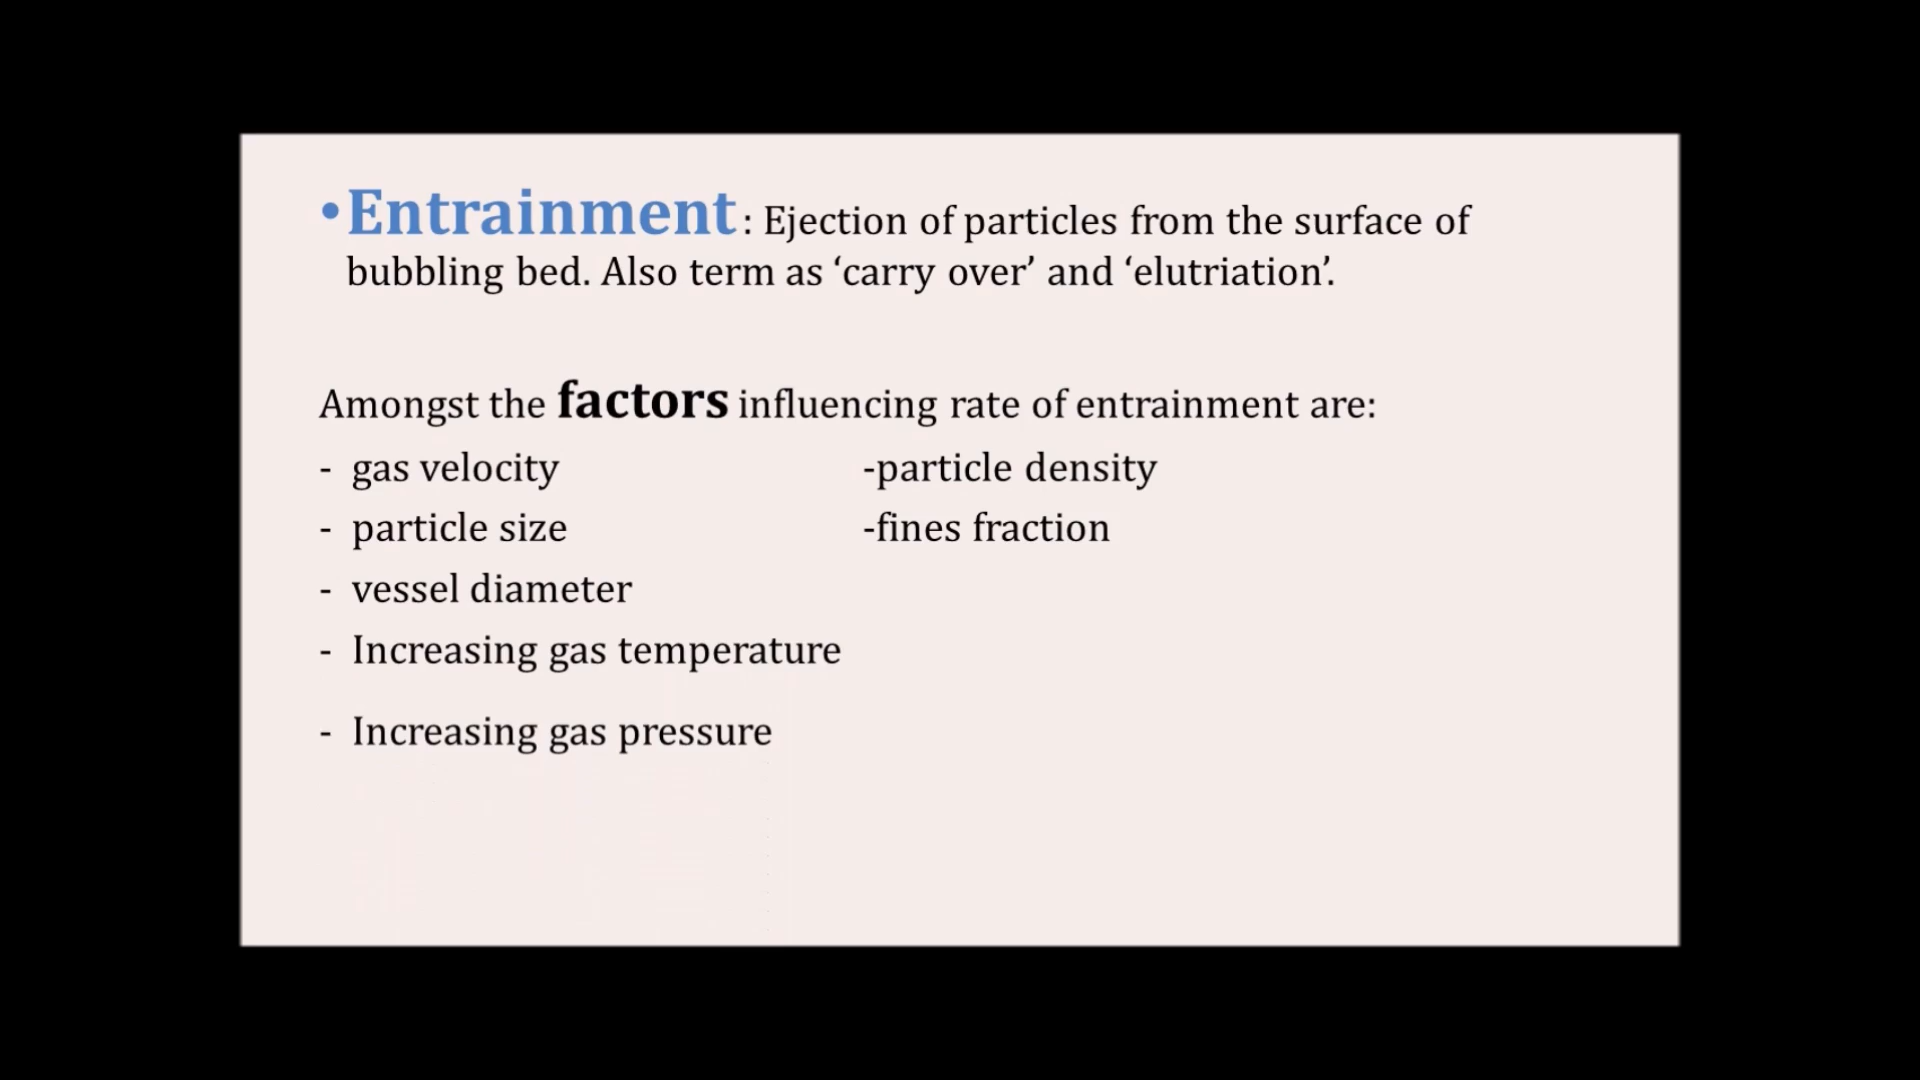 •Entrainment: Ejection of particles from the surface of
bubbling bed. Also term as ‘carry over’ and ‘elutriation’.
Amongst the factors influencing rate of entrainment are:
- gas velocity -particle density
- particle size -fines fraction
- vessel diameter
- Increasing gas temperature
- Increasing gas pressure